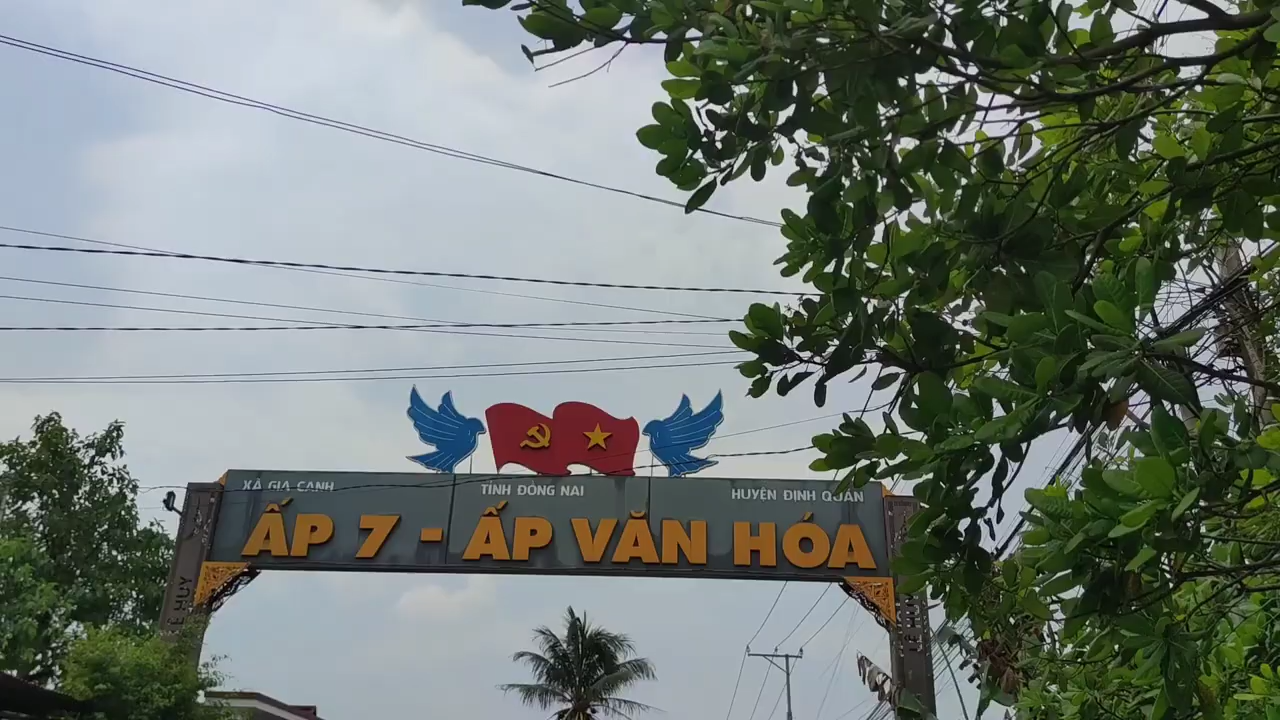 XÃ GIA CANH
TỈNH ĐỒNG NAI
HUYỆN ĐỊNH QUÁN
ẤP 7 - ẤP VĂN HÓA